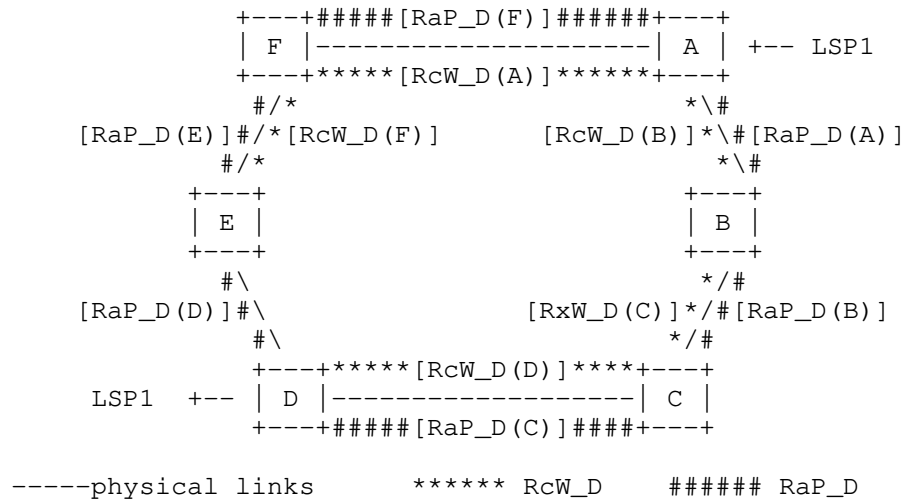 +---+#####[RaP_D(F)]######+---+
| F |---------------------| A | +-- LSP1
+---+*****[RcW_D(A)]******+---+
#/* *\#
[RaP_D(E)]#/*[RcW_D(F)] [RcW_D(B)]*\#[RaP_D(A)]
#/* *\#
+---+ +---+
| E | | B |
+---+ +---+
#\ */#
[RaP_D(D)]#\ [RxW_D(C)]*/#[RaP_D(B)]
#\ */#
+---+*****[RcW_D(D)]****+---+
LSP1 +-- | D |-------------------| C |
+---+#####[RaP_D(C)]####+---+
-----physical links ****** RcW_D ###### RaP_D